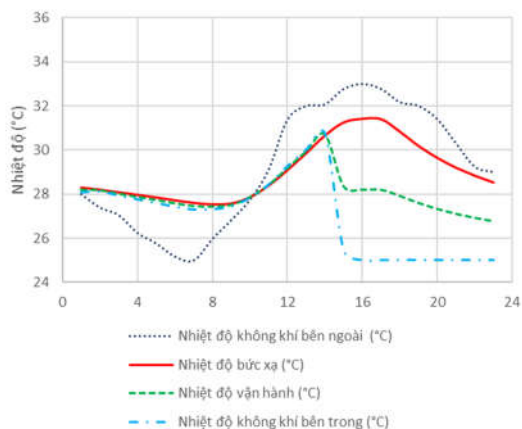 36
34
32
30
28
26
24
Nhiệt độ (°C)
0 4 8 12 16 20 24
Nhiệt độ không khí bên ngoài (°C)
Nhiệt độ bức xạ (°C)
Nhiệt độ vận hành (°C)
Nhiệt độ không khí bên trong (°C)